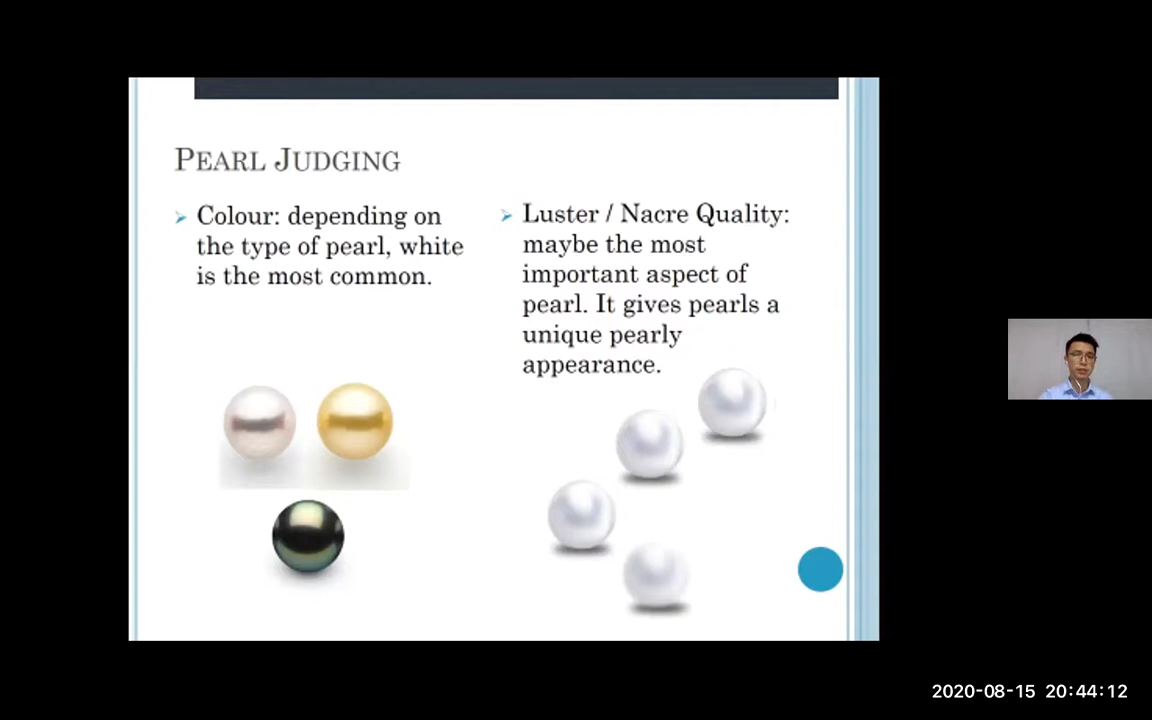 PEARL JUDGING
Colour: depending on
the type of pearl, white
is the most common.
Luster / Nacre Quality:
maybe the most
important aspect of
pearl. It gives pearls a
unique pearly
appearance.
2020-08-15 20:44:12